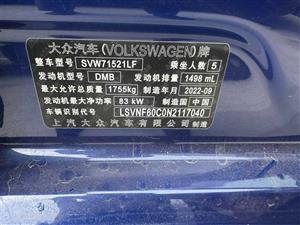 大众汽车(VOLKSWAGEN)牌
整车型号 SVW71521LF 乘坐人数 5
发动机型号 DMB 发动机排量 1498 mL
最大允许总质量 1755kg 制造年月 2022-09
发动机最大净功率 83 kW 制造国 中国
车辆识别代号 LSVNF60C0N2117040
上汽大众汽车有限公司 制造